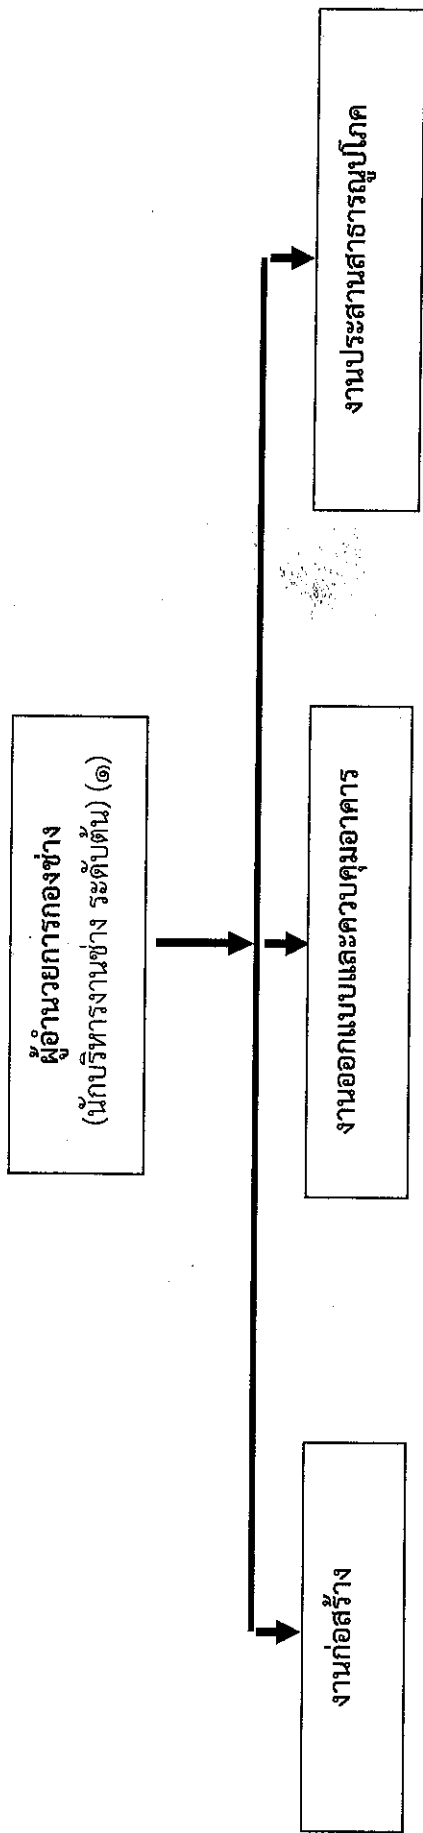 ผู้อำนวยการกองช่าง
(นักบริหารงานช่าง ระดับต้น) (๑)
งานก่อสร้าง
งานออกแบบและควบคุมอาคาร
งานประสานสาธารณูปโภค